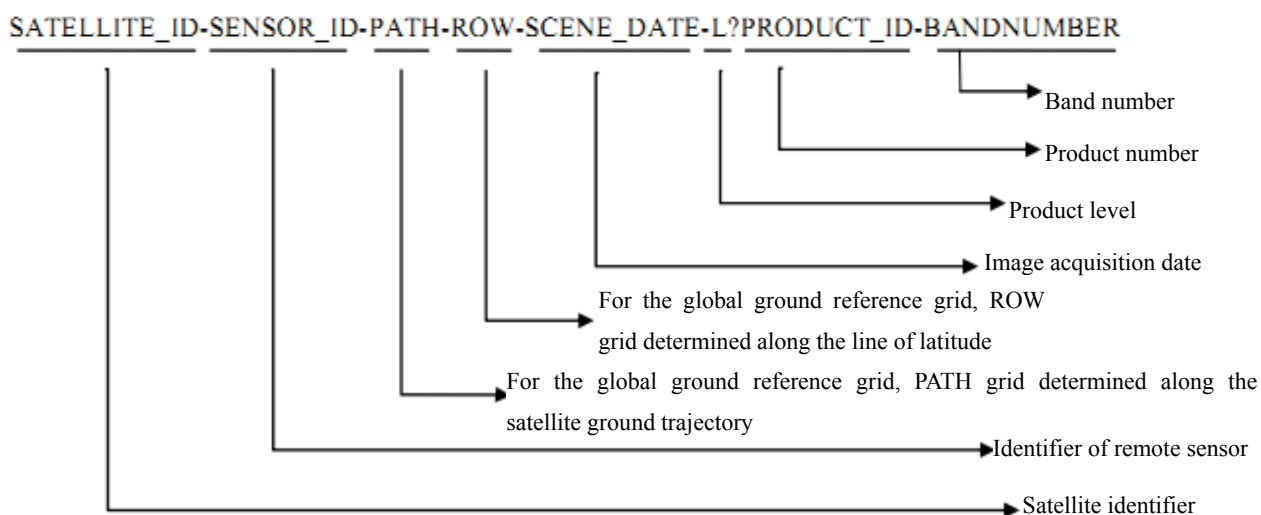 SATELLITE_ID-SENSOR_ID-PATH-ROW-SCENE_DATE-L?PRODUCT_ID-BANDNUMBER
Band number
Product number
Product level
Image acquisition date
For the global ground reference grid, ROW
grid determined along the line of latitude
For the global ground reference grid, PATH grid determined along the
satellite ground trajectory
Identifier of remote sensor
Satellite identifier